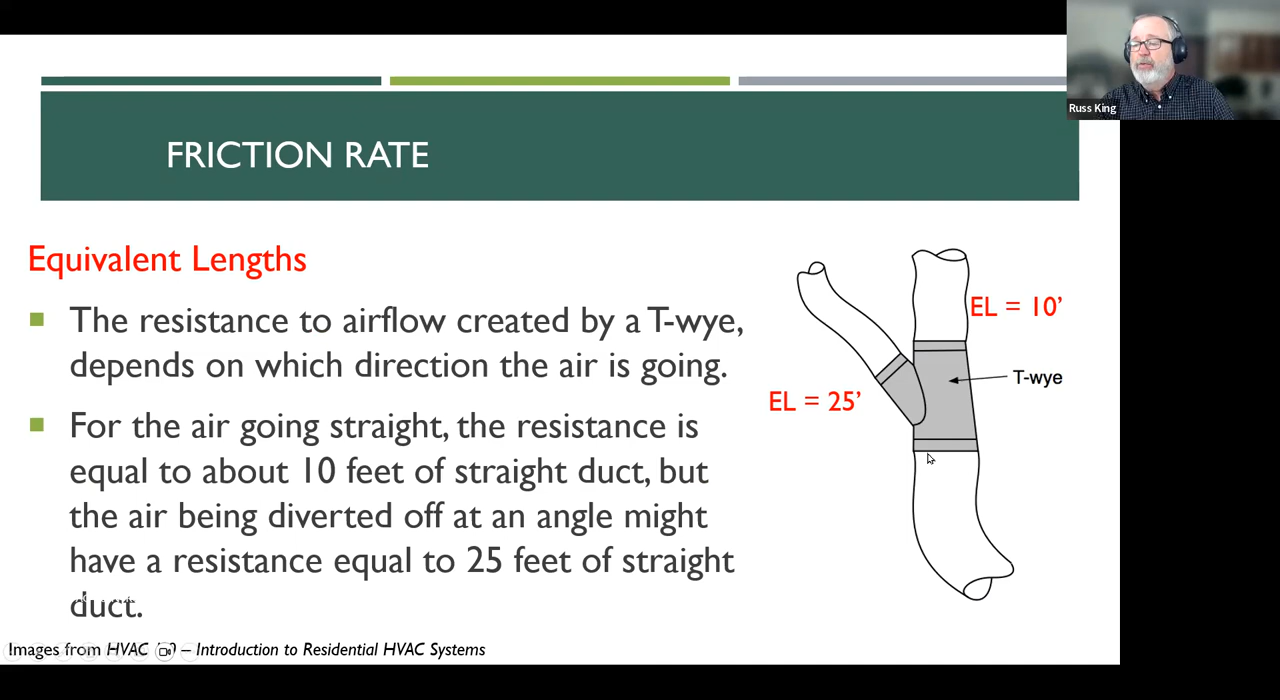 Russ King
FRICTION RATE
Equivalent Lengths
The resistance to airflow created by a T-wye,
depends on which direction the air is going.
For the air going straight, the resistance is
equal to about 10 feet of straight duct, but
the air being diverted off at an angle might
have a resistance equal to 25 feet of straight
duct.
EL = 10’
T-wye
EL = 25’
Images from HVAC – Introduction to Residential HVAC Systems